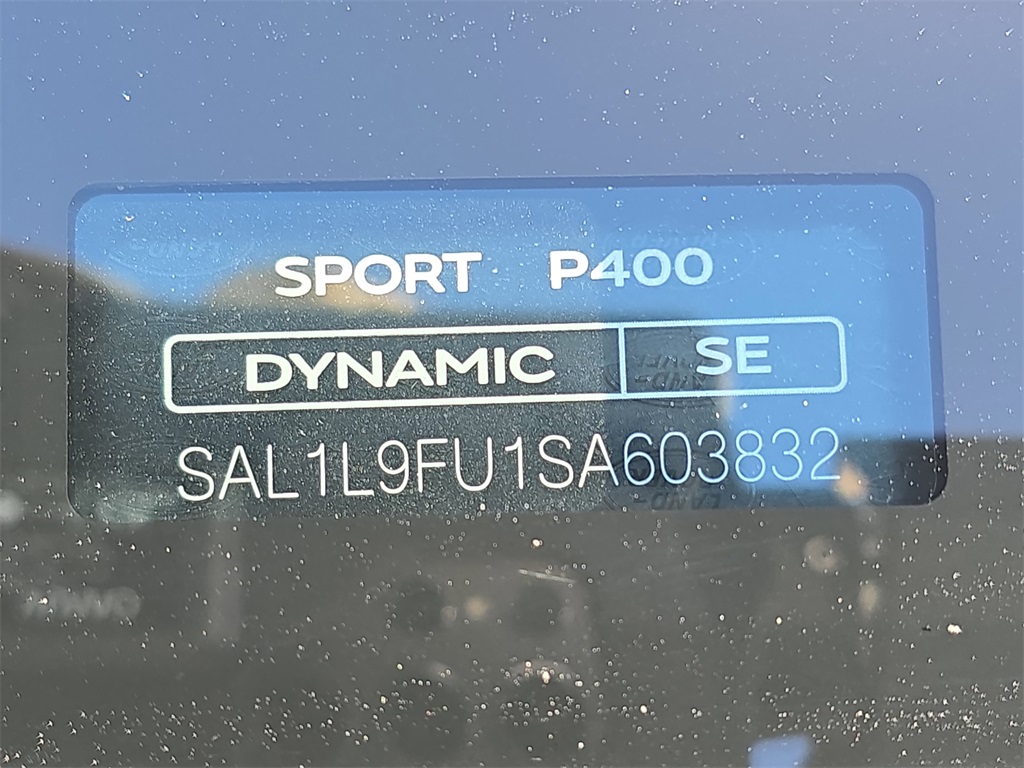 SPORT P400
DYNAMIC SE
SAL1L9FU1SA603832